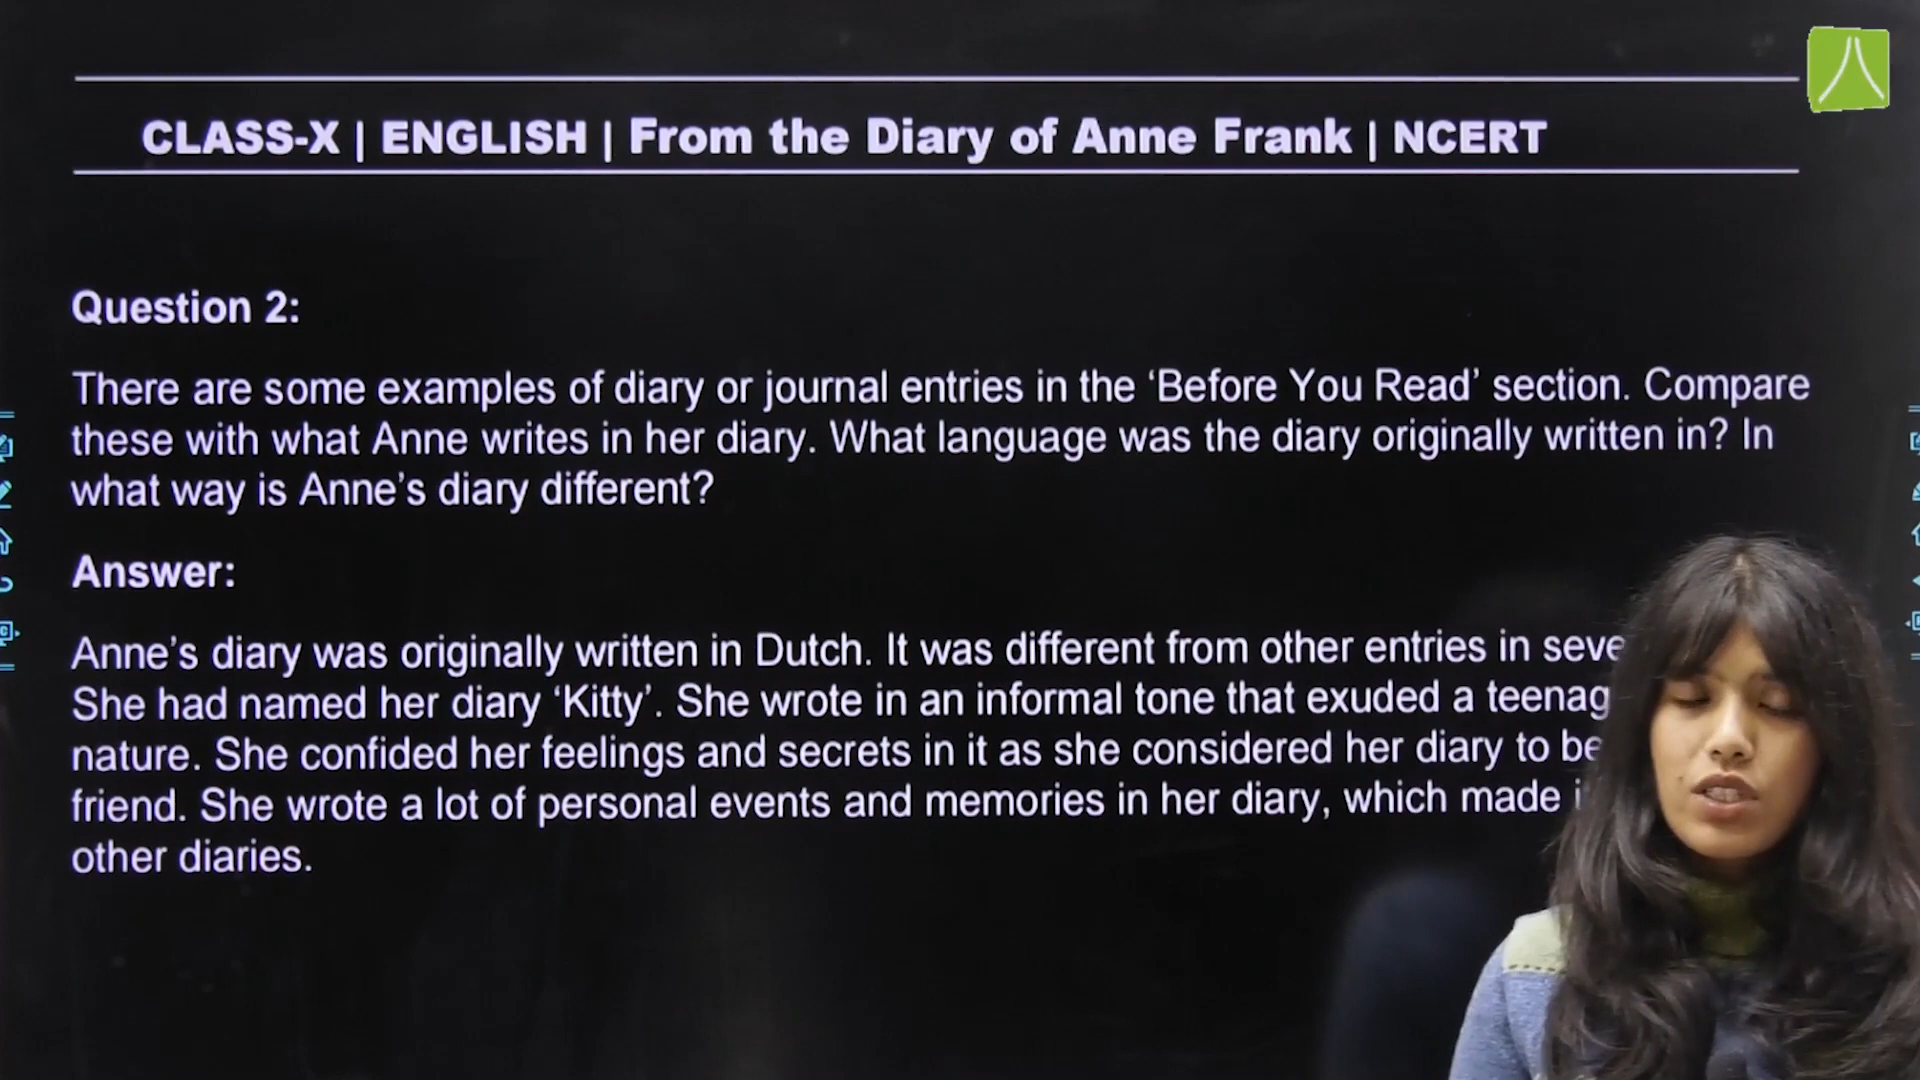 CLASS-X | ENGLISH | From the Diary of Anne Frank | NCERT
Question 2:
There are some examples of diary or journal entries in the ‘Before You Read’ section. Compare
these with what Anne writes in her diary. What language was the diary originally written in? In
what way is Anne’s diary different?
Answer:
Anne’s diary was originally written in Dutch. It was different from other entries in
She had named her diary ‘Kitty’. She wrote in an informal tone that exuded a
nature. She confided her feelings and secrets in it as she considered her diary to
friend. She wrote a lot of personal events and memories in her diary, which made
other diaries.